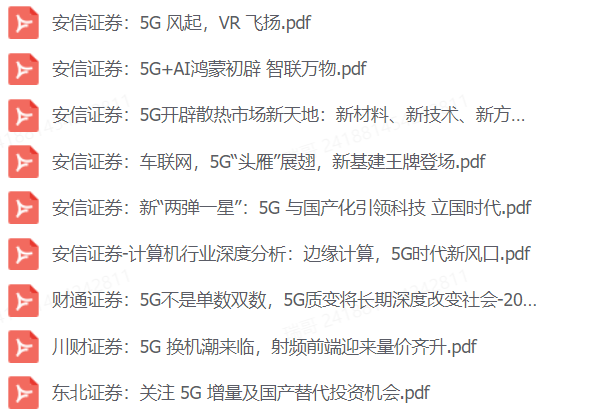 安信证券：5G 风起，VR 飞扬.pdf
安信证券：5G+AI鸿蒙初辟 智联万物.pdf
安信证券：5G开辟散热市场新天地：新材料、新技术、新方...
安信证券：车联网，5G“头雁”展翅，新基建王牌登场.pdf
安信证券：新“两弹一星”：5G 与国产化引领科技 立国时代.pdf
安信证券-计算机行业深度分析：边缘计算，5G时代新风口.pdf
财通证券：5G不是单数双数，5G质变将长期深度改变社会-20...
川财证券：5G 换机潮来临，射频前端迎来量价齐升.pdf
东北证券：关注 5G 增量及国产替代投资机会.pdf